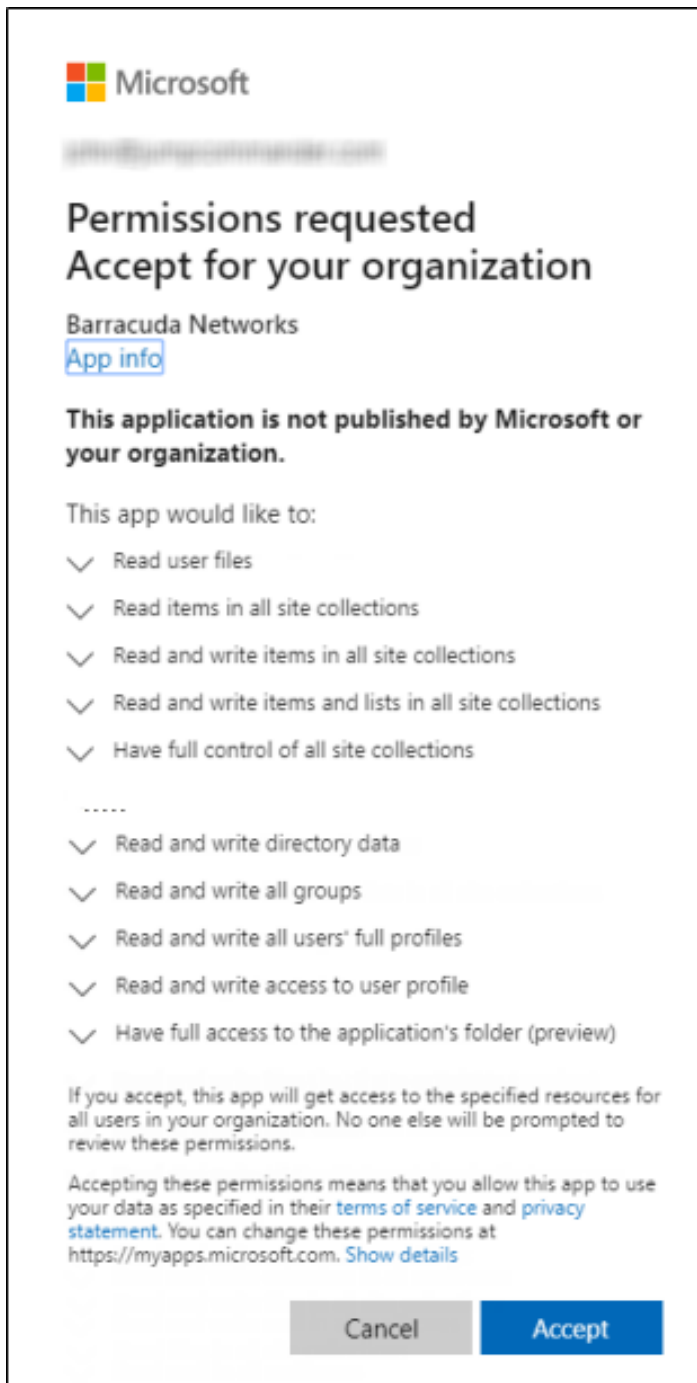 Microsoft
Permissions requested
Accept for your organization
Barracuda Networks
App info
This application is not published by Microsoft or
your organization.
This app would like to:
Read user files
Read items in all site collections
Read and write items in all site collections
Read and write items and lists in all site collections
Have full control of all site collections
.....
Read and write directory data
Read and write all groups
Read and write all users' full profiles
Read and write access to user profile
Have full access to the application's folder (preview)
If you accept, this app will get access to the specified resources for
all users in your organization. No one else will be prompted to
review these permissions.
Accepting these permissions means that you allow this app to use
your data as specified in their terms of service and privacy
statement. You can change these permissions at
https://myapps.microsoft.com. Show details
Cancel
Accept